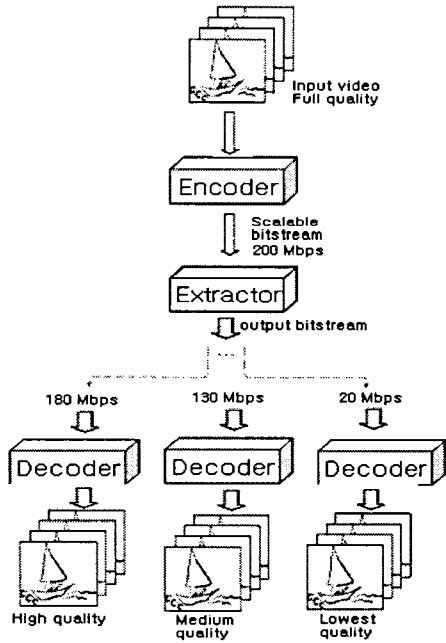 Input video
Full quality
Encoder
Scalable
bitstream
200 Mbps
Extractor
output bitstream
...
180 Mbps
130 Mbps
20 Mbps
Decoder
Decoder
Decoder
High quality
Medium
quality
Lowest
quality